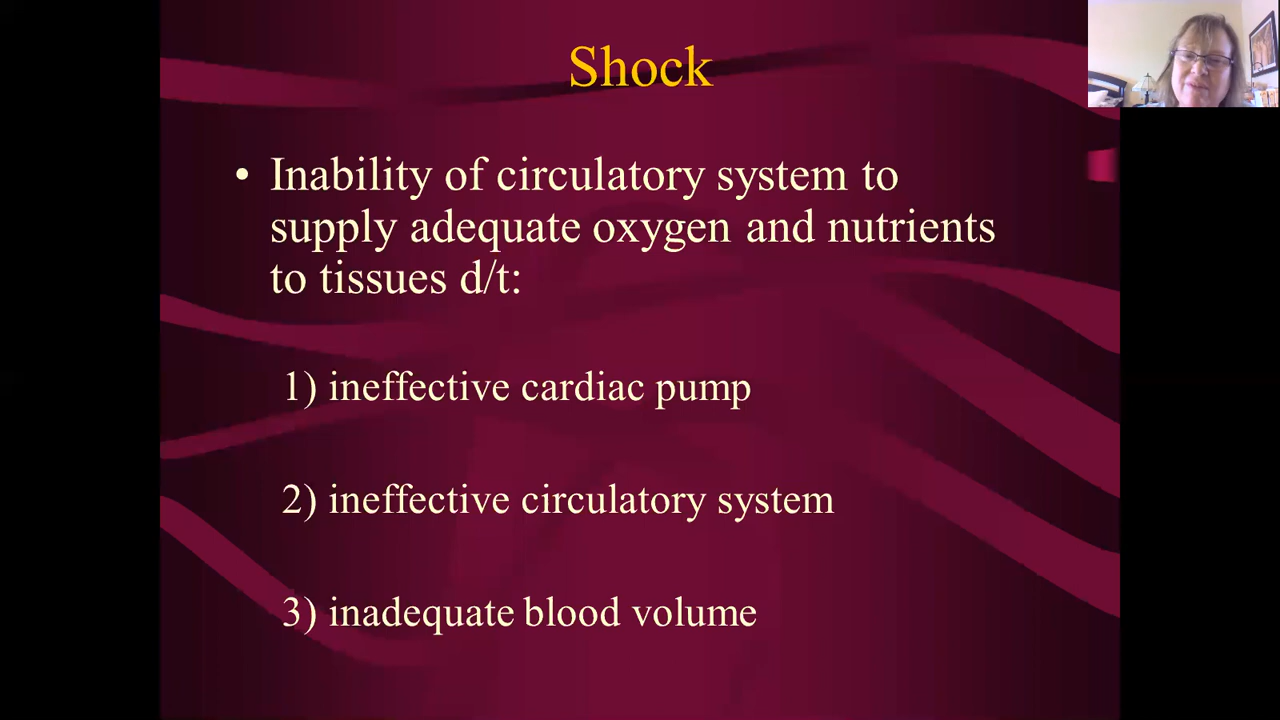 Shock
• Inability of circulatory system to
supply adequate oxygen and nutrients
to tissues d/t:
1) ineffective cardiac pump
2) ineffective circulatory system
3) inadequate blood volume